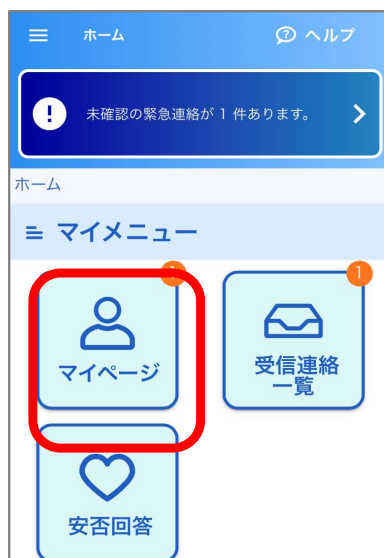 ホーム
ヘルプ
未確認の緊急連絡が 1 件あります。
ホーム
マイメニュー
1
1
マイページ
受信連絡
一覧
安否回答